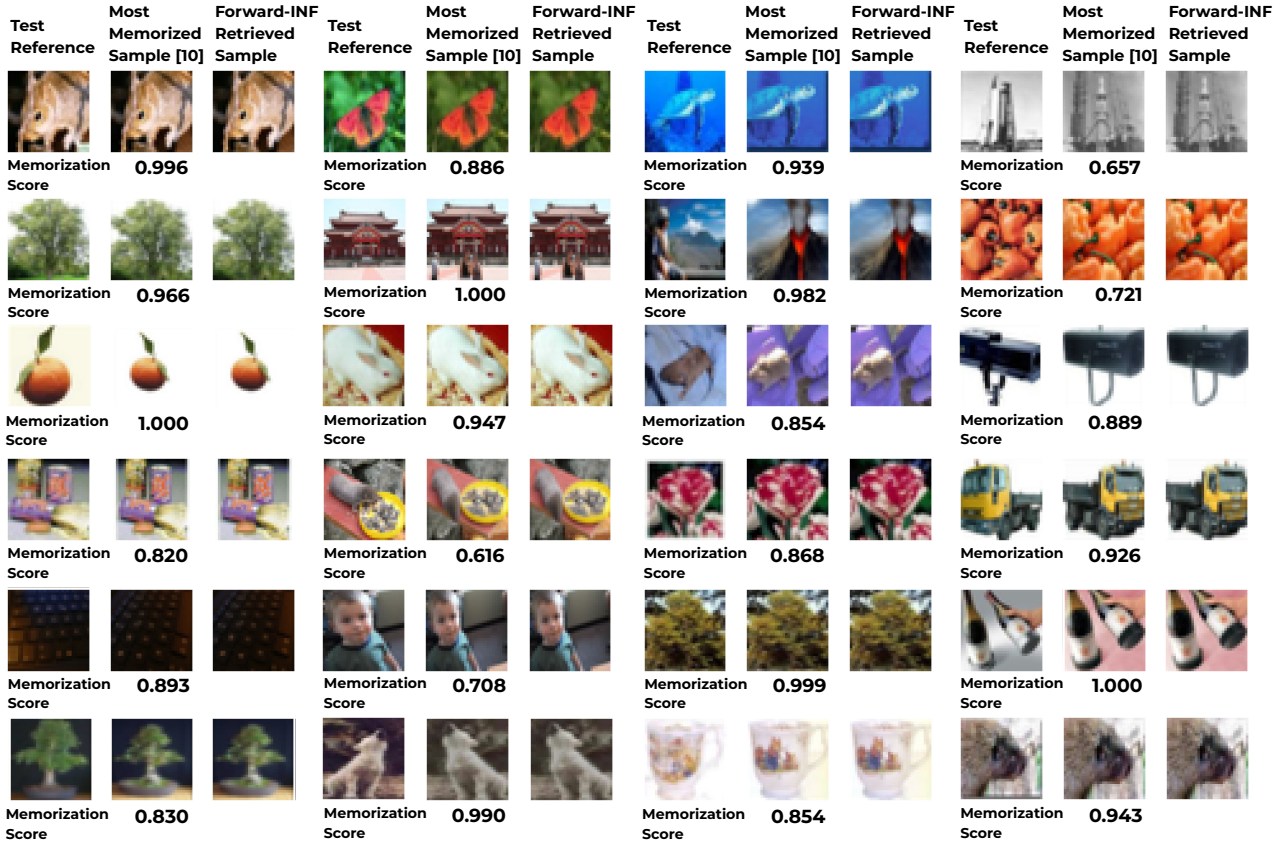 Test
Reference
Most
Memorized
Sample [10]
Forward-INF
Retrieved
Sample
Test
Reference
Most
Memorized
Sample [10]
Forward-INF
Retrieved
Sample
Test
Reference
Most
Memorized
Sample [10]
Forward-INF
Retrieved
Sample
Test
Reference
Most
Memorized
Sample [10]
Forward-INF
Retrieved
Sample
Memorization
Score
0.996
Memorization
Score
0.886
Memorization
Score
0.939
Memorization
Score
0.657
Memorization
Score
0.966
Memorization
Score
1.000
Memorization
Score
0.982
Memorization
Score
0.721
Memorization
Score
1.000
Memorization
Score
0.947
Memorization
Score
0.854
Memorization
Score
0.889
Memorization
Score
0.820
Memorization
Score
0.616
Memorization
Score
0.868
Memorization
Score
0.926
Memorization
Score
0.893
Memorization
Score
0.708
Memorization
Score
0.999
Memorization
Score
1.000
Memorization
Score
0.830
Memorization
Score
0.990
Memorization
Score
0.854
Memorization
Score
0.943